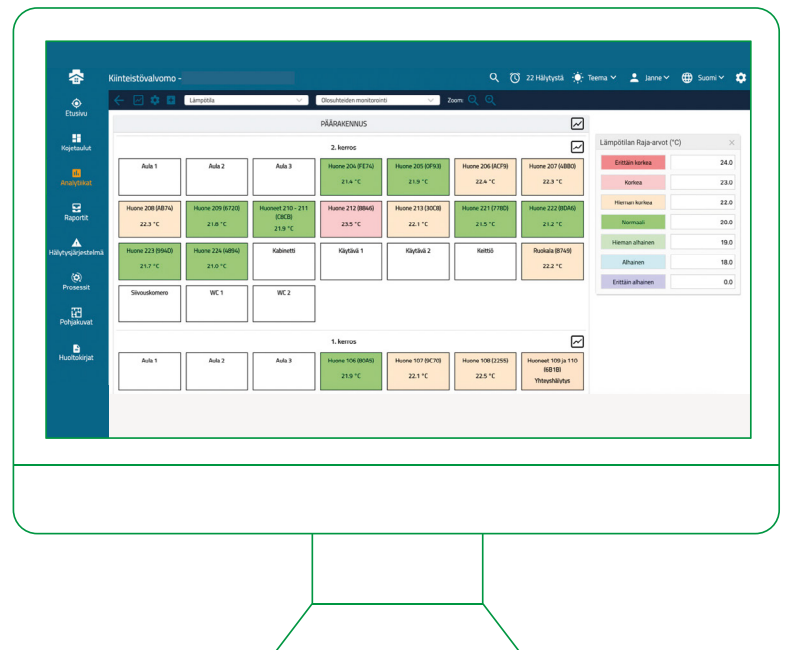 Kiinteistövalvomo -
22 Hälytystä
Teema
Janne
Suomi
Etusivu
Kojetaulut
Analytiikat
Raportit
Hälytysjärjestelmä
Prosessit
Pohjakuvat
Huoltokirjat
Lämpötila
Olosuhteiden monitorointi
Zoom:
PÄÄRAKENNUS
2. kerros
Aula 1
Aula 2
Aula 3
Huone 204 (FE74)
21.4 °C
Huone 205 (0F93)
21.9 °C
Huone 206 (ACF9)
22.4 °C
Huone 207 (4BB0)
22.3 °C
Huone 208 (AB74)
22.3 °C
Huone 209 (6720)
21.8 °C
Huoneet 210 - 211
(C8CB)
21.9 °C
Huone 212 (8846)
23.5 °C
Huone 213 (30C8)
22.1 °C
Huone 221 (778D)
21.5 °C
Huone 222 (8DA6)
21.2 °C
Huone 223 (994D)
21.7 °C
Huone 224 (4894)
21.0 °C
Kabinetti
Käytävä 1
Käytävä 2
Keittiö
Ruokala (8749)
22.2 °C
Siivouskomero
WC 1
WC 2
1. kerros
Aula 1
Aula 2
Aula 3
Huone 106 (80A5)
21.9 °C
Huone 107 (9C70)
22.1 °C
Huone 108 (2295)
22.5 °C
Huoneet 109 ja 110
(6B1B)
Yhteyshälytys
Lämpötilan Raja-arvot (°C)
Erittäin korkea
24.0
Korkea
23.0
Hieman korkea
22.0
Normaali
20.0
Hieman alhainen
19.0
Alhainen
18.0
Erittäin alhainen
0.0